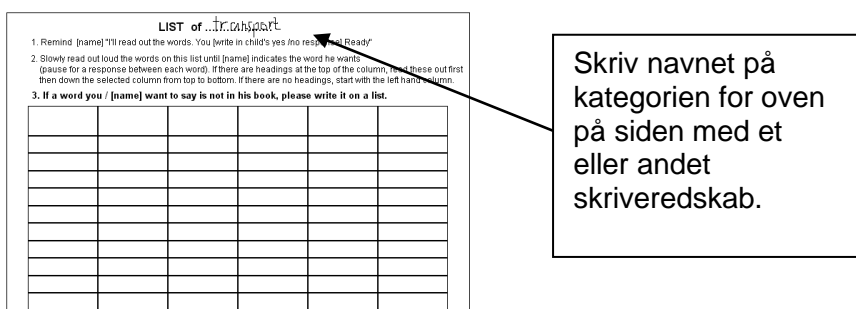 LIST of ...transport
1. Remind [name] "I'll read out the words. You [write in child's yes /no response] Ready"
2. Slowly read out loud the words on this list until [name] indicates the word he wants
(pause for a response between each word). If there are headings at the top of the column, read these out first
then down the selected column from top to bottom. If there are no headings, start with the left hand column.
3. If a word you / [name] want to say is not in his book, please write it on a list.
Skriv navnet på
kategorien for oven
på siden med et
eller andet
skriveredskab.